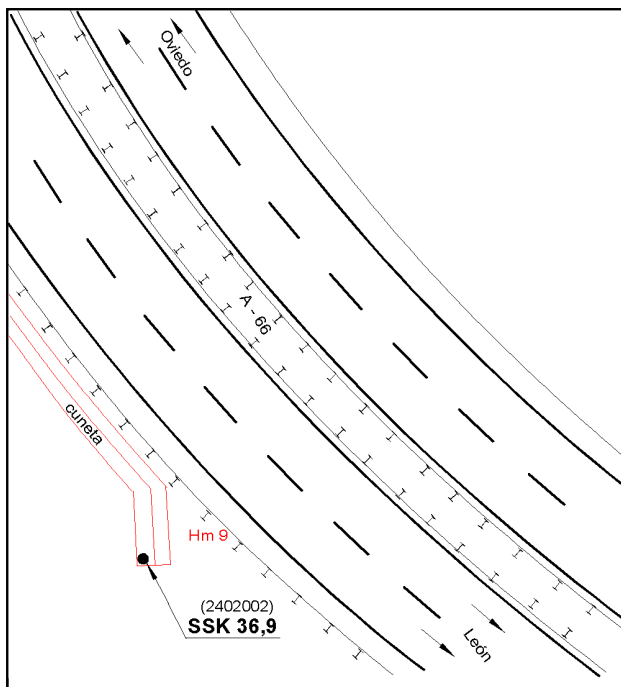 Oviedo
A - 66
cuneta
Hm 9
(2402002)
SSK 36,9
León